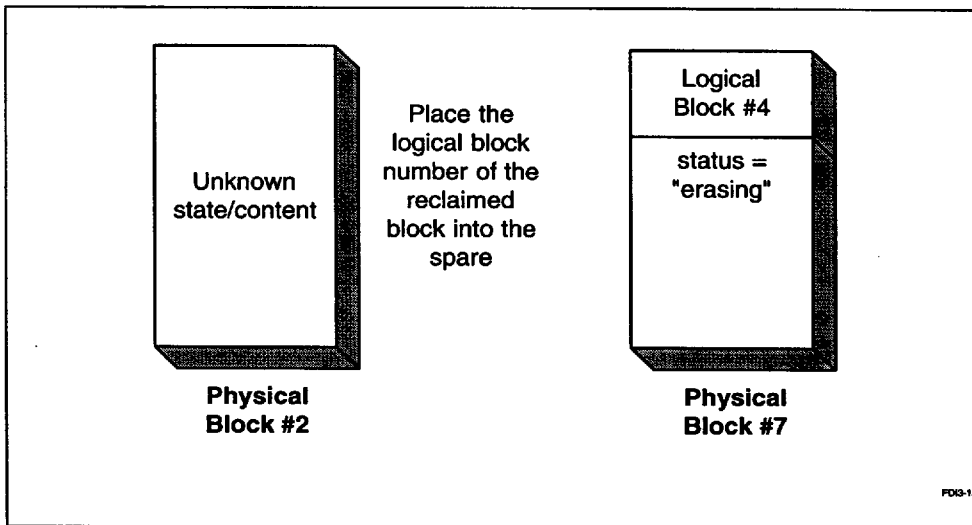 Unknown
state/content
Physical
Block #2
Place the
logical block
number of the
reclaimed
block into the
spare
Logical
Block #4
status =
"erasing"
Physical
Block #7